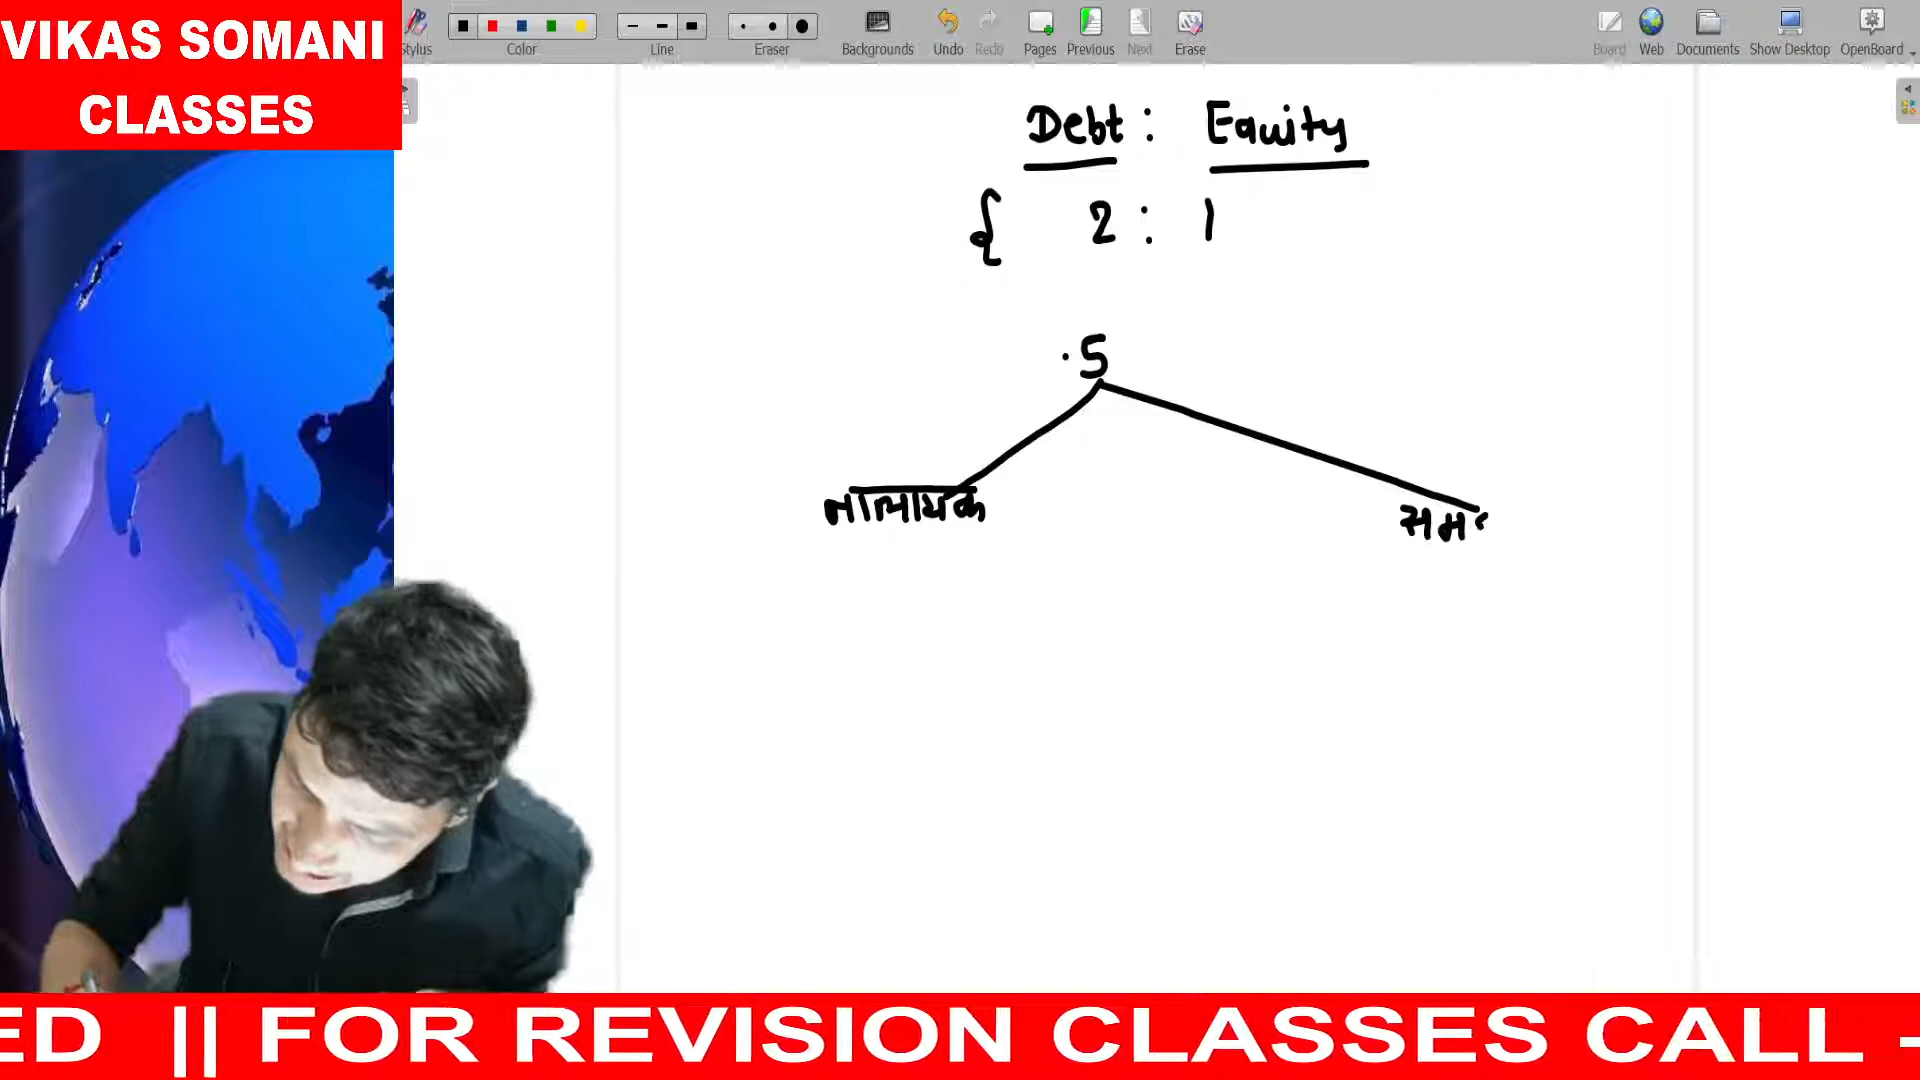 VIKAS SOMANI
CLASSES
Stylus
Color
Line
Eraser
Backgrounds
Undo
Redo
Pages
Previous
Next
Erase
Board
Web
Documents
Show Desktop
OpenBoard
Debt : Equity
{ 2 : 1
.5
नालायक
सम
ED || FOR REVISION CLASSES CALL -